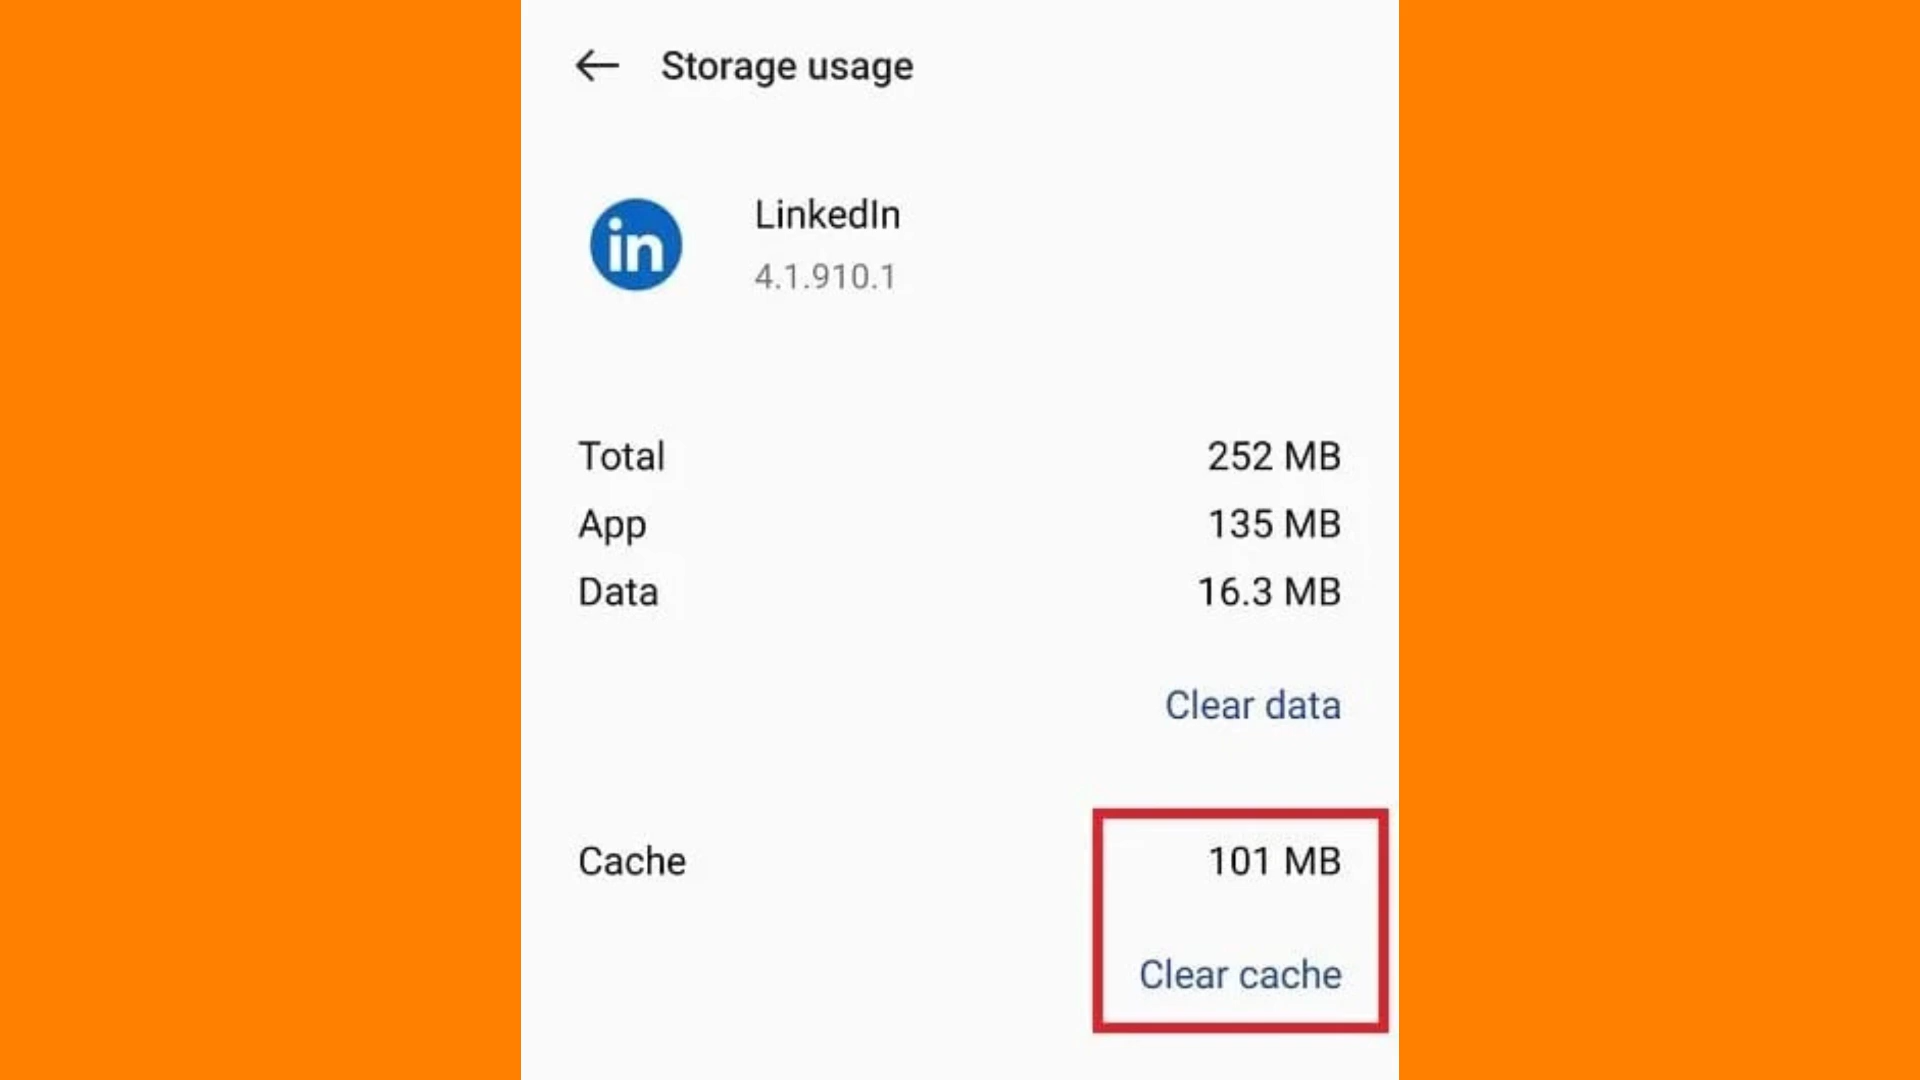 Storage usage
in
LinkedIn
4.1.910.1
Total 252 MB
App 135 MB
Data 16.3 MB
Clear data
Cache 101 MB
Clear cache